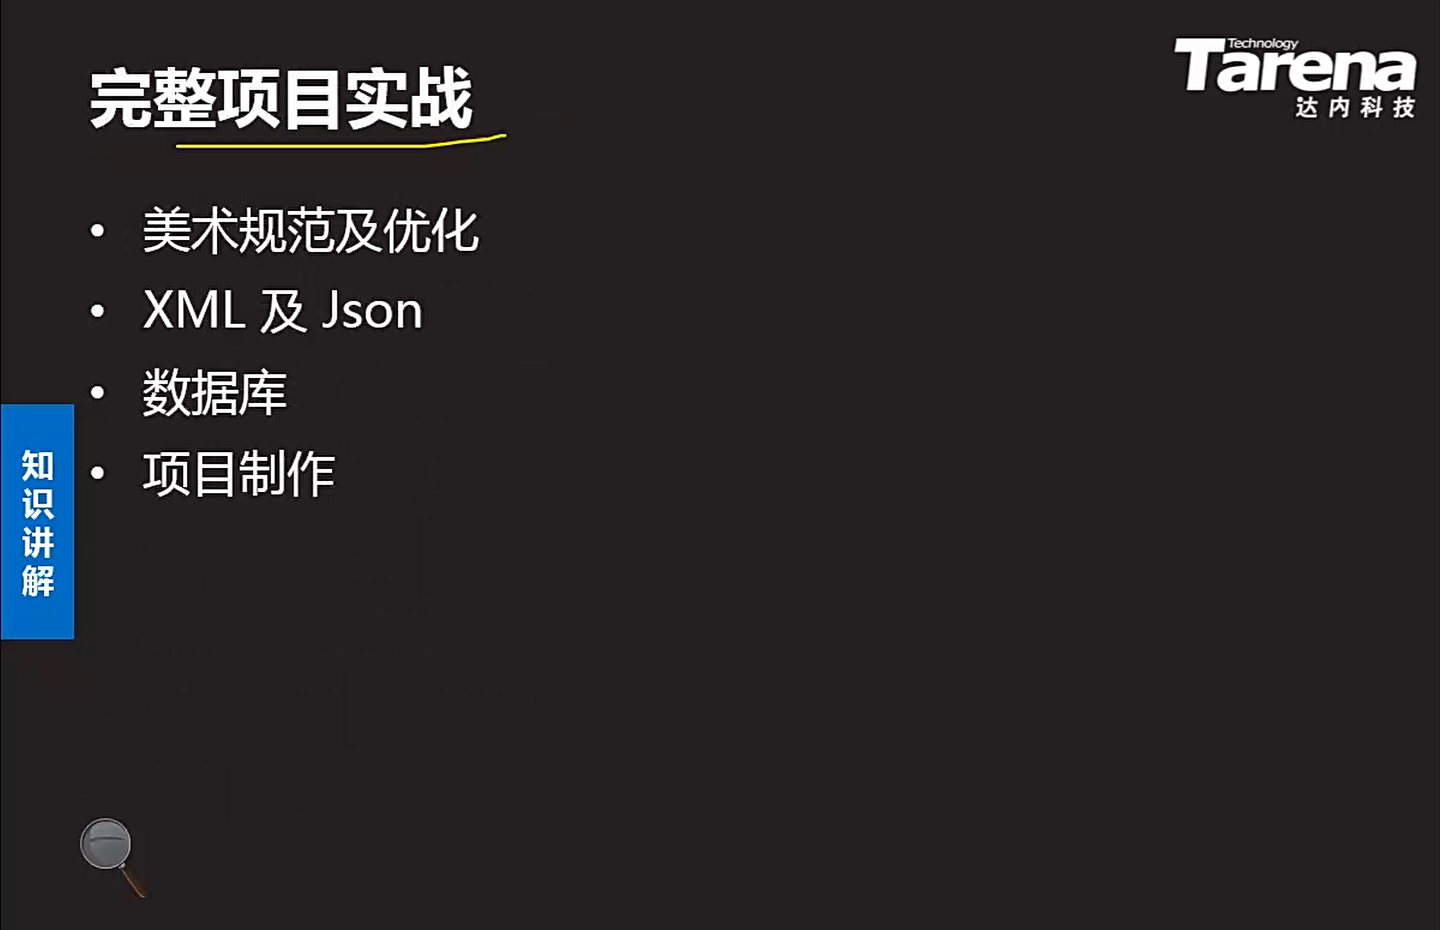 Technology
Tarena
达内科技
完整项目实战
• 美术规范及优化
• XML 及 Json
• 数据库
• 项目制作
知识讲解